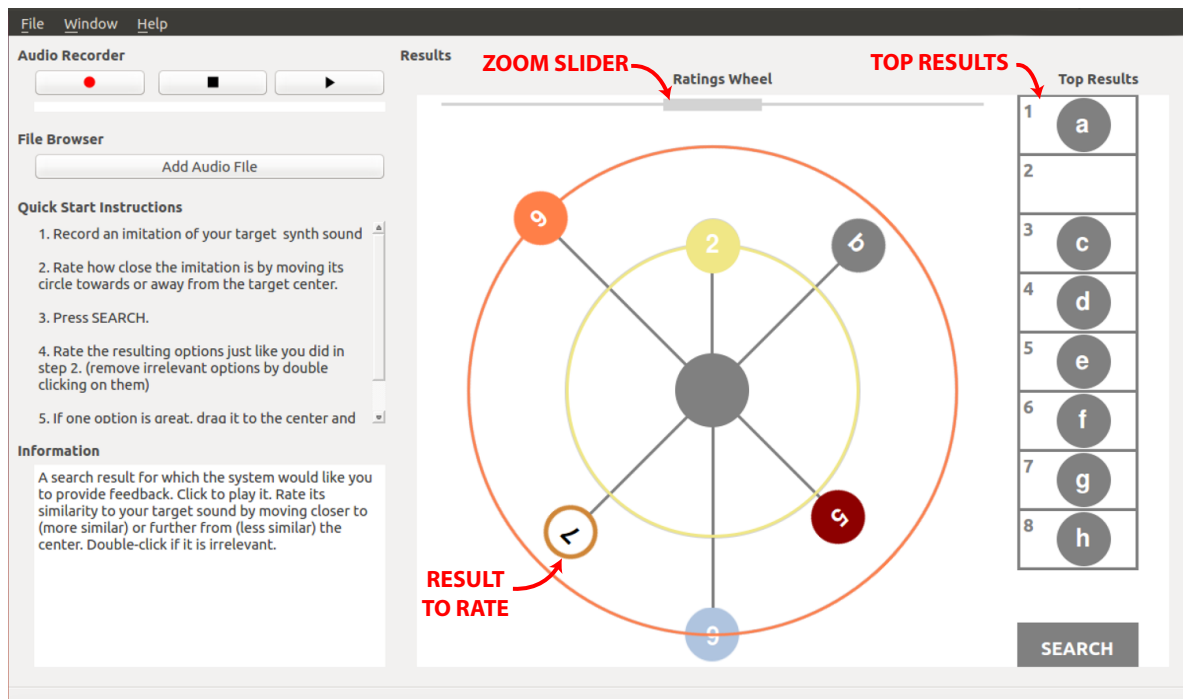 File Window Help
Audio Recorder
File Browser
Add Audio FIle
Quick Start Instructions
1. Record an imitation of your target synth sound
2. Rate how close the imitation is by moving its
circle towards or away from the target center.
3. Press SEARCH.
4. Rate the resulting options just like you did in
step 2. (remove irrelevant options by double
clicking on them)
5. If one option is great, drag it to the center and
Information
A search result for which the system would like you
to provide feedback. Click to play it. Rate its
similarity to your target sound by moving closer to
(more similar) or further from (less similar) the
center. Double-click if it is irrelevant.
Results
ZOOM SLIDER
Ratings Wheel
2
b
5
7
RESULT
TO RATE
TOP RESULTS
Top Results
1 a
2
3 c
4 d
5 e
6 f
7 g
8 h
SEARCH